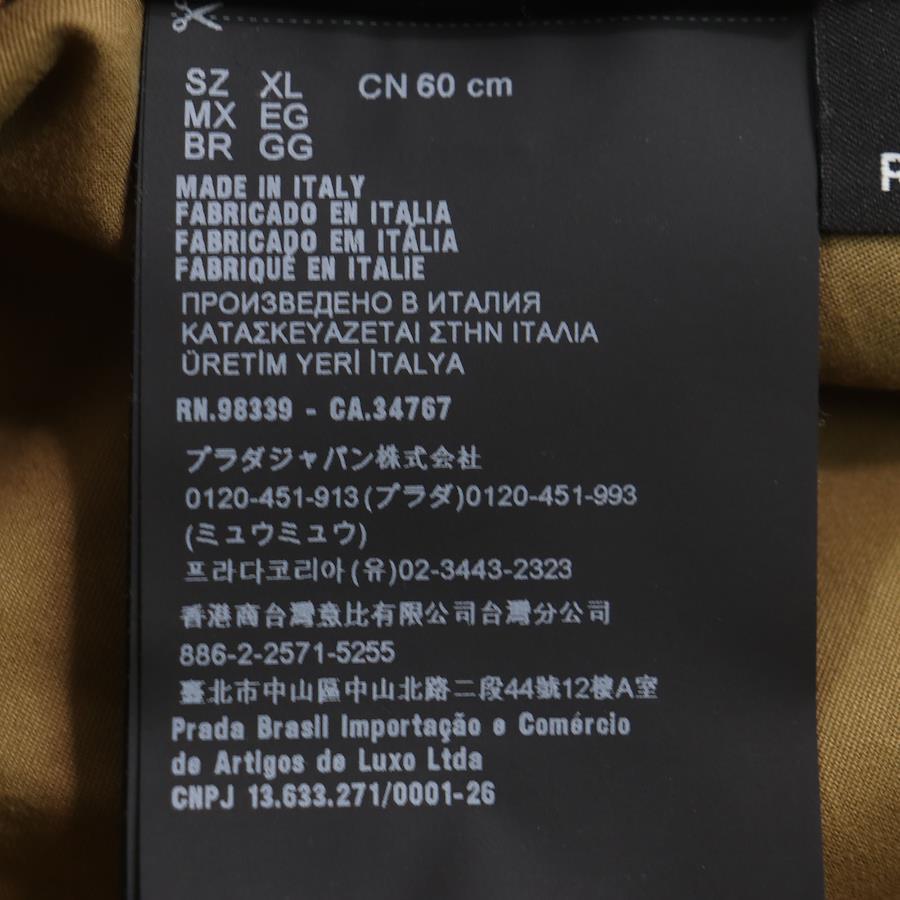 SZ XL CN 60 cm
MX EG
BR GG
MADE IN ITALY
FABRICADO EN ITALIA
FABRICADO EM ITÁLIA
FABRIQUÉ EN ITALIE
ПРОИЗВЕДЕНО В ИТАЛИЯ
ΚΑΤΑΣΚΕΥΑΖΕΤΑΙ ΣΤΗΝ ΙΤΑΛΙΑ
ÜRETİM YERİ İTALYA
RN.98339 - CA.34767
プラダジャパン株式会社
0120-451-913(プラダ)0120-451-993
(ミュウミュウ)
프라다코리아(유)02-3443-2323
香港商台灣意比有限公司台灣分公司
886-2-2571-5255
臺北市中山區中山北路二段44號12樓A室
Prada Brasil Importação e Comércio
de Artigos de Luxo Ltda
CNPJ 13.633.271/0001-26